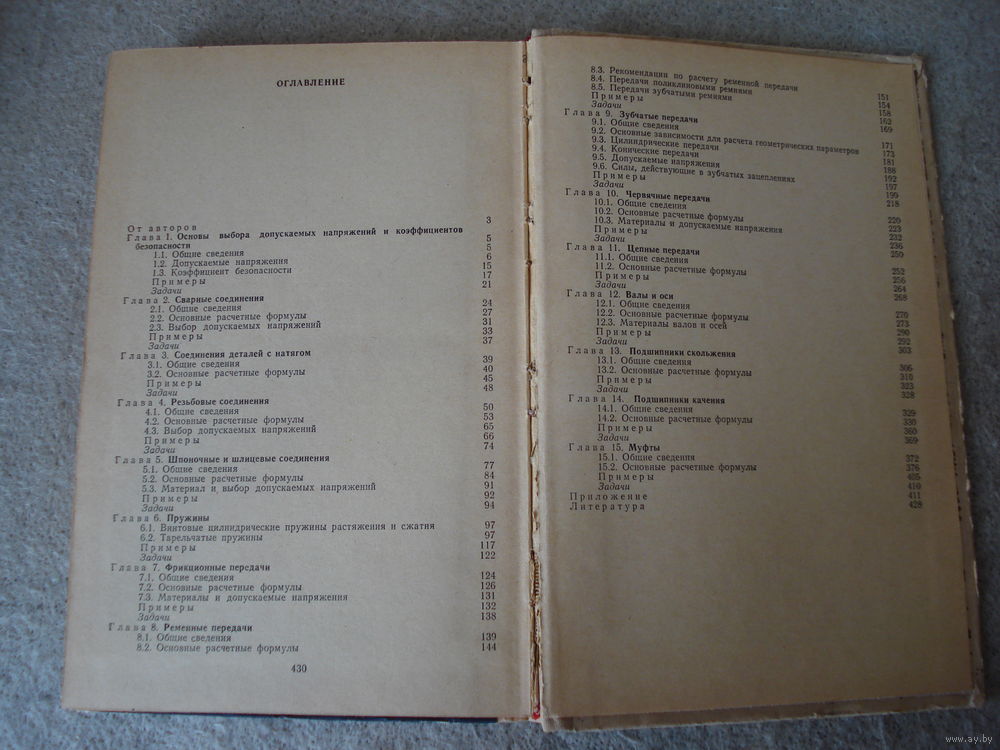 ОГЛАВЛЕНИЕ
От авторов 3
Глава 1. Основы выбора допускаемых напряжений и коэффициентов
безопасности 5
1.1. Общие сведения 5
1.2. Допускаемые напряжения 6
1.3. Коэффициент безопасности 15
Примеры 17
Задачи 21
Глава 2. Сварные соединения
2.1. Общие сведения 24
2.2. Основные расчетные формулы 27
2.3. Выбор допускаемых напряжений 31
Примеры 33
Задачи 37
Глава 3. Соединения деталей с натягом
3.1. Общие сведения 39
3.2. Основные расчетные формулы 40
Примеры 45
Задачи 48
Глава 4. Резьбовые соединения
4.1. Общие сведения 50
4.2. Основные расчетные формулы 53
4.3. Выбор допускаемых напряжений 65
Примеры 66
Задачи 74
Глава 5. Шпоночные и шлицевые соединения
5.1. Общие сведения 77
5.2. Основные расчетные формулы 84
5.3. Материал и выбор допускаемых напряжений 91
Примеры 92
Задачи 94
Глава 6. Пружины
6.1. Винтовые цилиндрические пружины растяжения и сжатия 97
6.2. Тарельчатые пружины 97
Примеры 117
Задачи 122
Глава 7. Фрикционные передачи
7.1. Общие сведения 124
7.2. Основные расчетные формулы 126
7.3. Материалы и допускаемые напряжения 131
Примеры 132
Задачи 138
Глава 8. Ременные передачи
8.1. Общие сведения 139
8.2. Основные расчетные формулы 144
430
8.3. Рекомендации по расчету ременной передачи 151
8.4. Передачи поликлиновыми ремнями 154
8.5. Передачи зубчатыми ремнями 158
Примеры 162
Задачи 169
Глава 9. Зубчатые передачи
9.1. Общие сведения 171
9.2. Основные зависимости для расчета геометрических параметров 173
9.3. Цилиндрические передачи 181
9.4. Конические передачи 188
9.5. Допускаемые напряжения 192
9.6. Силы, действующие в зубчатых зацеплениях 197
Примеры 199
Задачи 218
Глава 10. Червячные передачи
10.1. Общие сведения 220
10.2. Основные расчетные формулы 223
10.3. Материалы и допускаемые напряжения 232
Примеры 236
Задачи 250
Глава 11. Цепные передачи
11.1. Общие сведения 252
11.2. Основные расчетные формулы 256
Примеры 264
Задачи 268
Глава 12. Валы и оси
12.1. Общие сведения 270
12.2. Основные расчетные формулы 273
12.3. Материалы валов и осей 290
Примеры 292
Задачи 303
Глава 13. Подшипники скольжения
13.1. Общие сведения 306
13.2. Основные расчетные формулы 310
Примеры 323
Задачи 328
Глава 14. Подшипники качения
14.1. Общие сведения 329
14.2. Основные расчетные формулы 330
Примеры 360
Задачи 369
Глава 15. Муфты
15.1. Общие сведения 372
15.2. Основные расчетные формулы 376
Примеры 405
Задачи 410
Приложение 411
Литература 428
www.ay.by